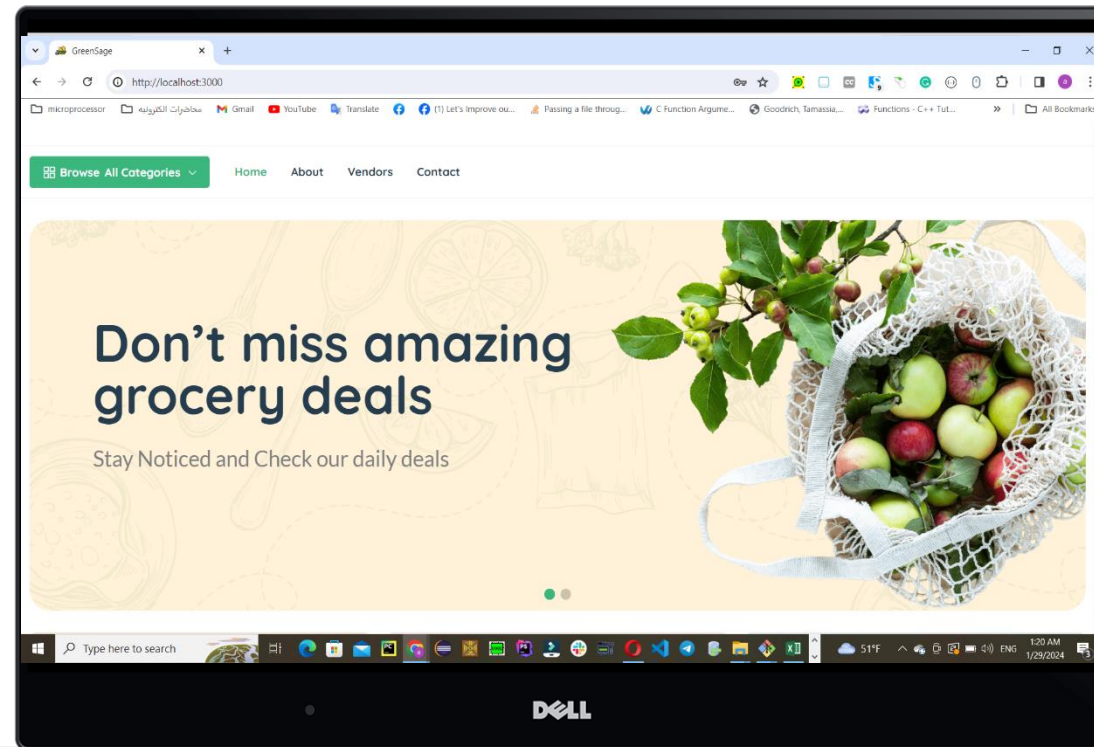 GreenSage
http://localhost:3000
microprocessor محاضرات الكترونيه Gmail YouTube Translate (1) Let's Improve ou... Passing a file throug... C Function Argume... Goodrich, Tamassia,... Functions - C++ Tut... » All Bookmarks
Browse All Categories Home About Vendors Contact
Don't miss amazing
grocery deals
Stay Noticed and Check our daily deals
Type here to search 51°F ENG 1:20 AM
1/29/2024
DELL